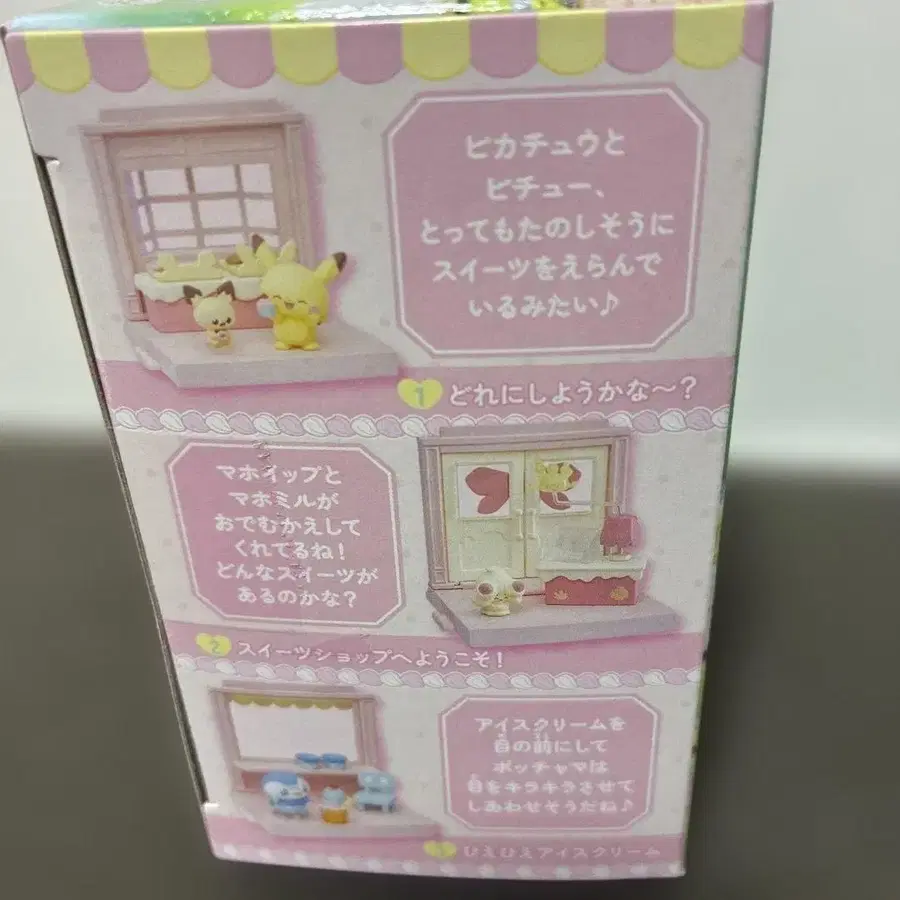 ピカチュウと
ピチュー、
とってもたのしそうに
スイーツをえらんで
いるみたい♪
1 どれにしようかな〜？
マホイップと
マホミルが
おでむかえして
くれてるね！
どんなスイーツが
あるのかな？
2 スイーツショップへようこそ！
アイスクリームを
目の前にして
ポッチャマは
目をキラキラさせて
しあわせそうだね♪
3 ひえひえアイスクリーム